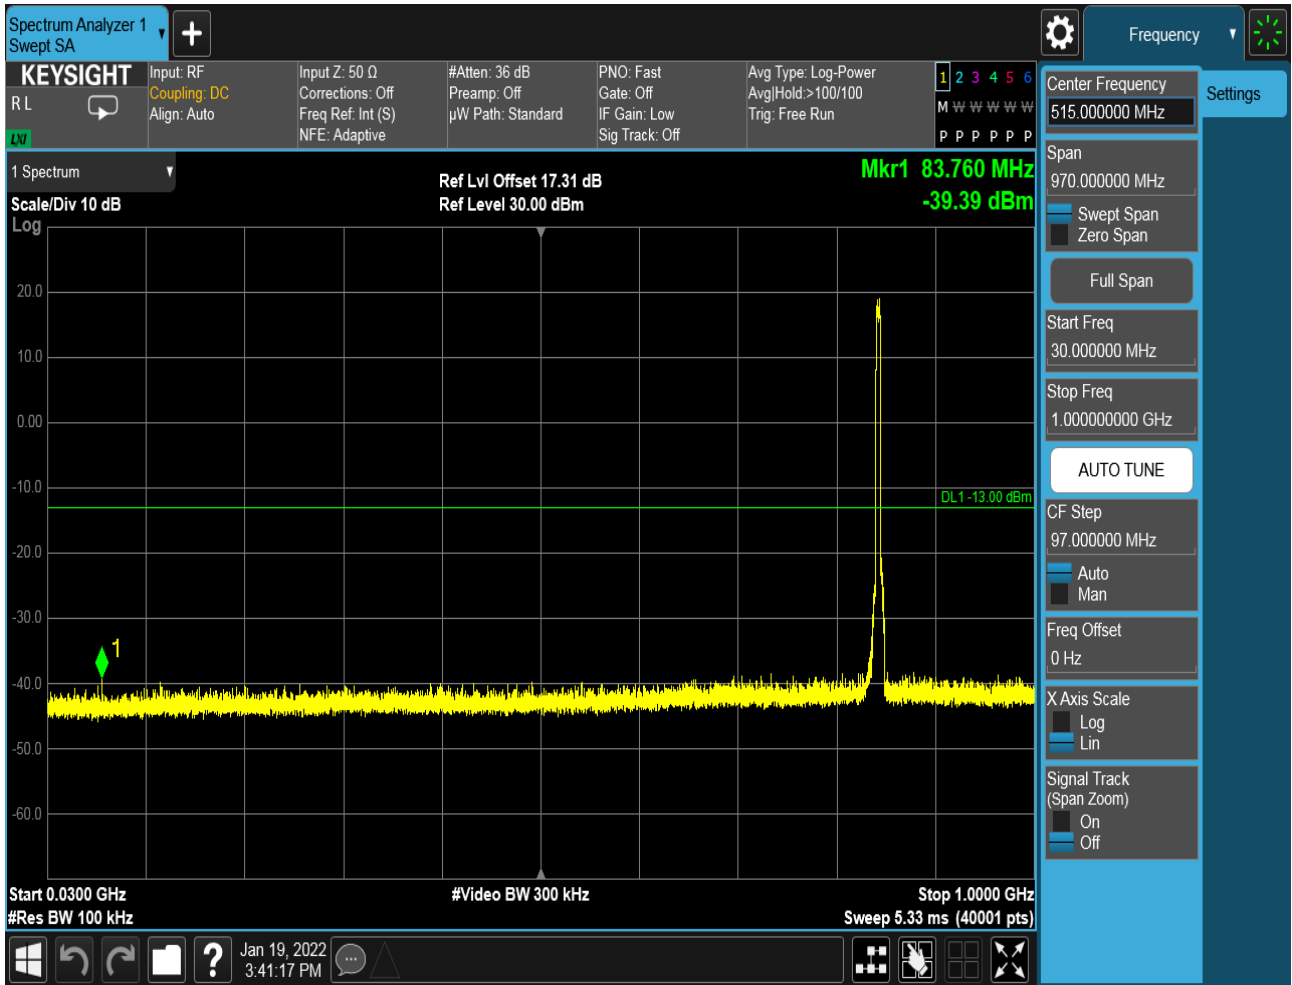 Spectrum Analyzer 1
Swept SA
Frequency
KEYSIGHT
R L
LXI
Input: RF
Coupling: DC
Align: Auto
Input Z: 50 Ω
Corrections: Off
Freq Ref: Int (S)
NFE: Adaptive
#Atten: 36 dB
Preamp: Off
µW Path: Standard
PNO: Fast
Gate: Off
IF Gain: Low
Sig Track: Off
Avg Type: Log-Power
Avg|Hold:>100/100
Trig: Free Run
1 2 3 4 5 6
M W W W W W
P P P P P P
1 Spectrum
Scale/Div 10 dB
Log
Ref Lvl Offset 17.31 dB
Ref Level 30.00 dBm
Mkr1 83.760 MHz
-39.39 dBm
20.0
10.0
0.00
-10.0
-20.0
-30.0
-40.0
-50.0
-60.0
DL1 -13.00 dBm
1
Start 0.0300 GHz
#Res BW 100 kHz
#Video BW 300 kHz
Stop 1.0000 GHz
Sweep 5.33 ms (40001 pts)
Jan 19, 2022
3:41:17 PM
Center Frequency
515.000000 MHz
Span
970.000000 MHz
Swept Span
Zero Span
Full Span
Start Freq
30.000000 MHz
Stop Freq
1.000000000 GHz
AUTO TUNE
CF Step
97.000000 MHz
Auto
Man
Freq Offset
0 Hz
X Axis Scale
Log
Lin
Signal Track
(Span Zoom)
On
Off
Settings